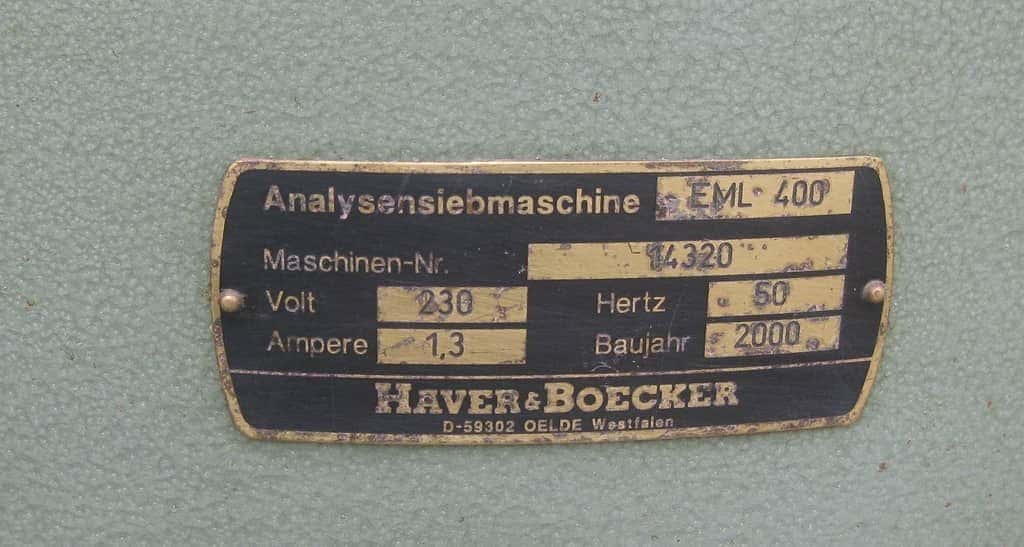 Analysensiebmaschine EML 400
Maschinen-Nr. 14320
Volt 230 Hertz 50
Ampere 1,3 Baujahr 2000
HAVER & BOECKER
D-59302 OELDE Westfalen